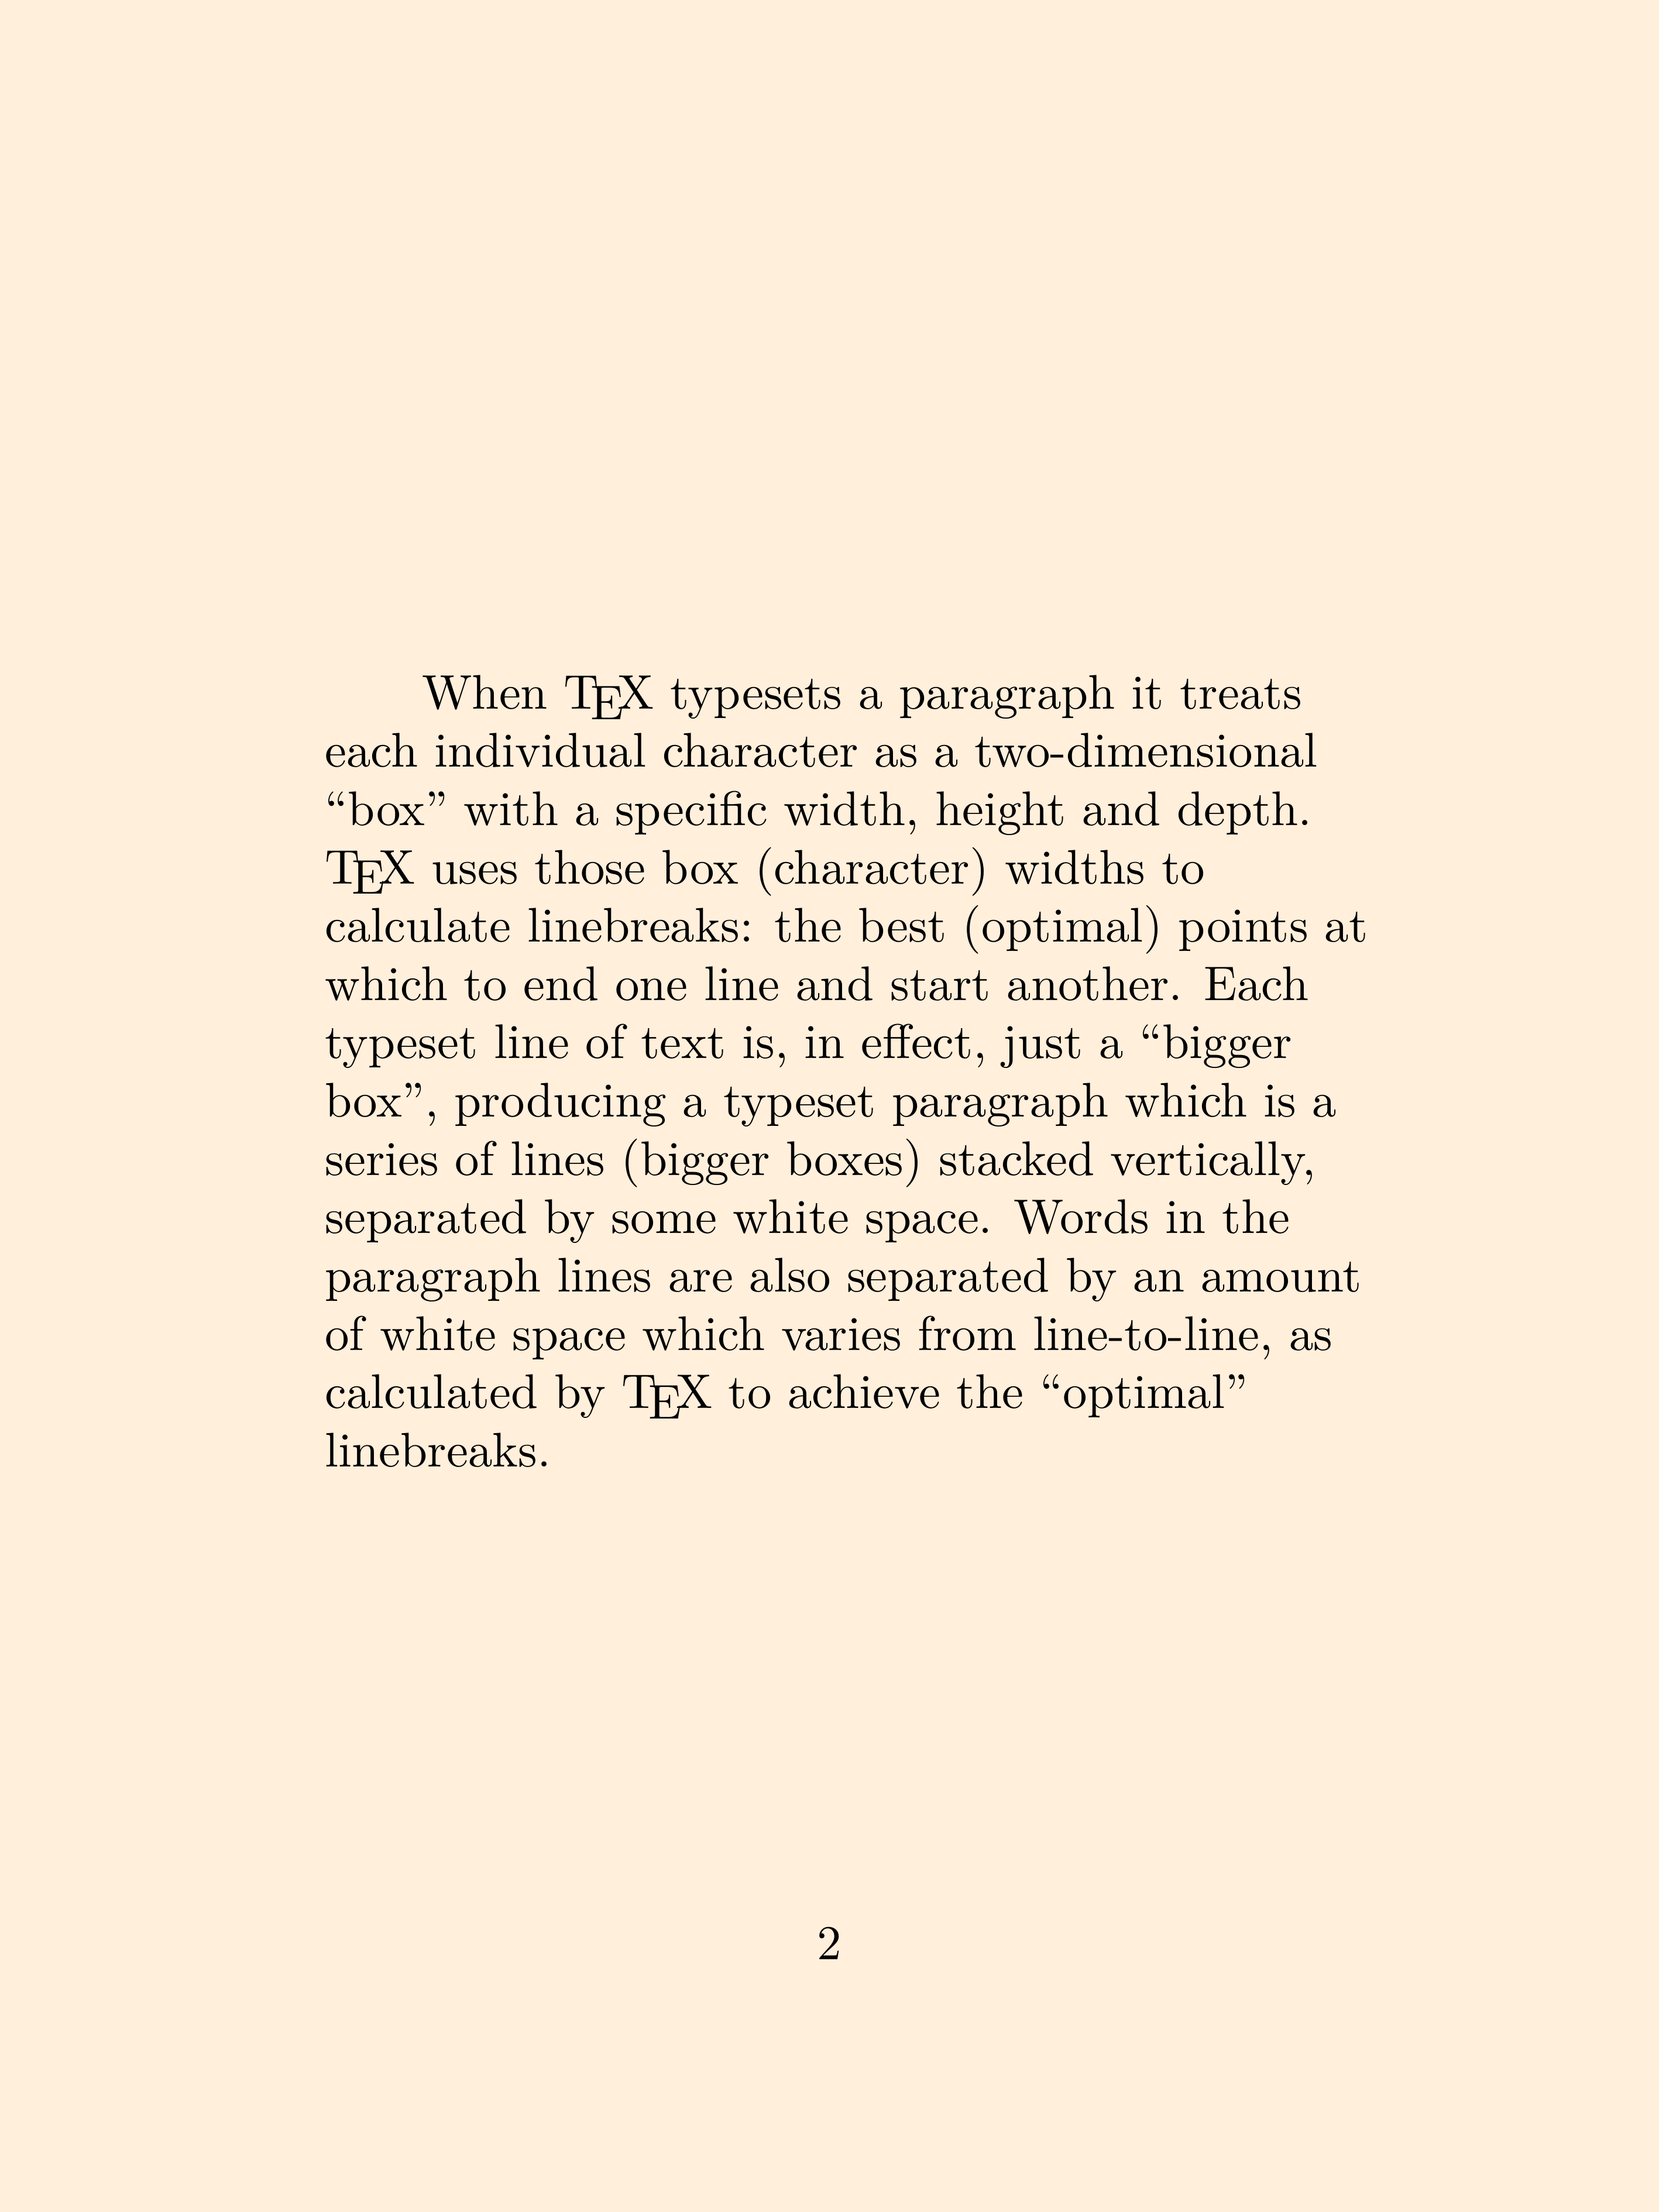 When TEX typesets a paragraph it treats
each individual character as a two-dimensional
“box” with a specific width, height and depth.
TEX uses those box (character) widths to
calculate linebreaks: the best (optimal) points at
which to end one line and start another. Each
typeset line of text is, in effect, just a “bigger
box”, producing a typeset paragraph which is a
series of lines (bigger boxes) stacked vertically,
separated by some white space. Words in the
paragraph lines are also separated by an amount
of white space which varies from line-to-line, as
calculated by TEX to achieve the “optimal”
linebreaks.
2